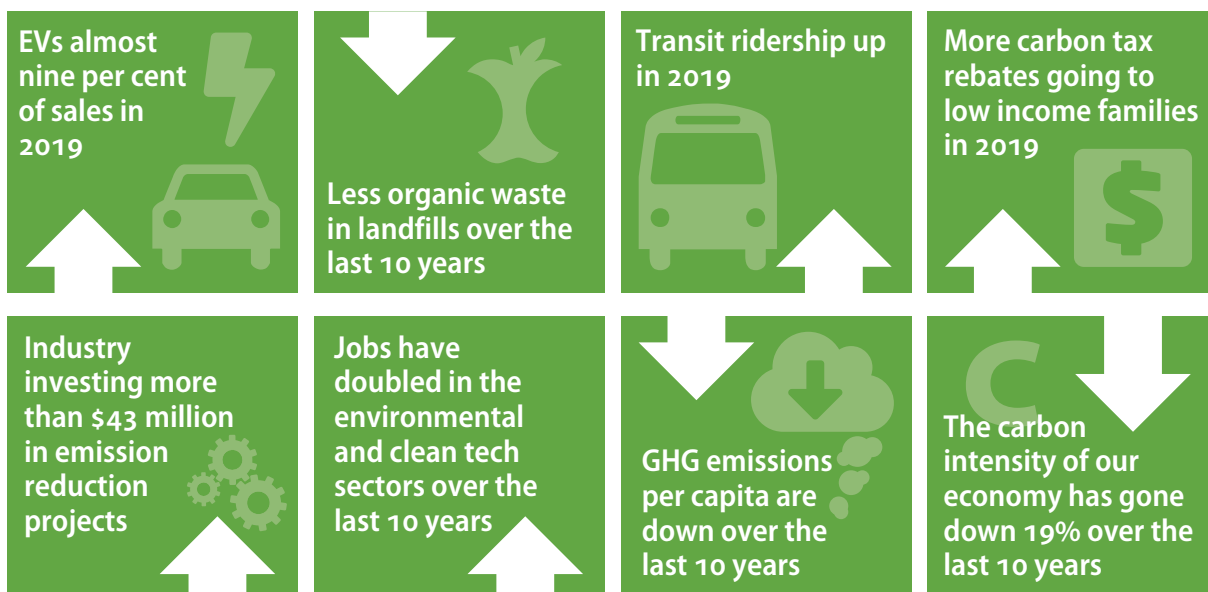 EVs almost
nine per cent
of sales in
2019
Less organic waste
in landfills over the
last 10 years
Transit ridership up
in 2019
$
More carbon tax
rebates going to
low income families
in 2019
Industry
investing more
than $43 million
in emission
reduction
projects
Jobs have
doubled in the
environmental
and clean tech
sectors over the
last 10 years
GHG emissions
per capita are
down over the
last 10 years
C
The carbon
intensity of our
economy has gone
down 19% over the
last 10 years